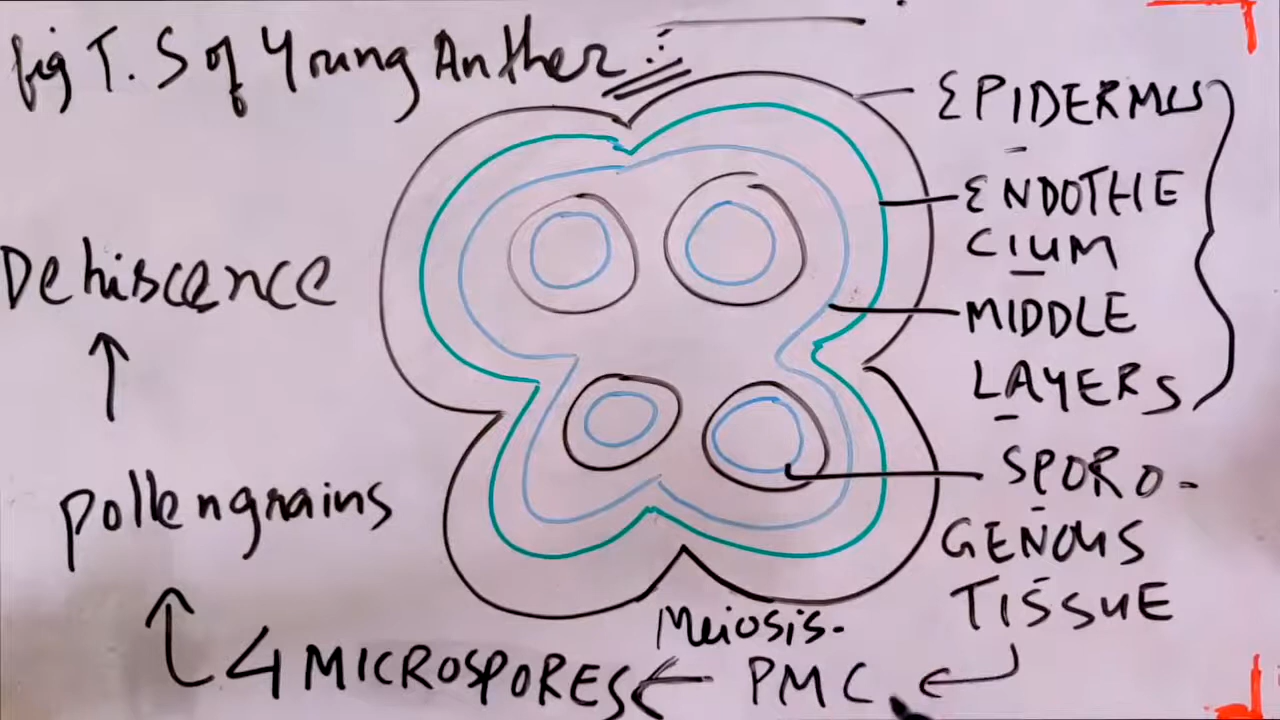 fig T. S of Young Anther :
EPIDERMIS
ENDOTHE
CIUM
MIDDLE
LAYERS
SPORO-
GENOUS
TISSUE
PMC
Meiosis.
4 MICROSPORES
pollengrains
Dehiscence